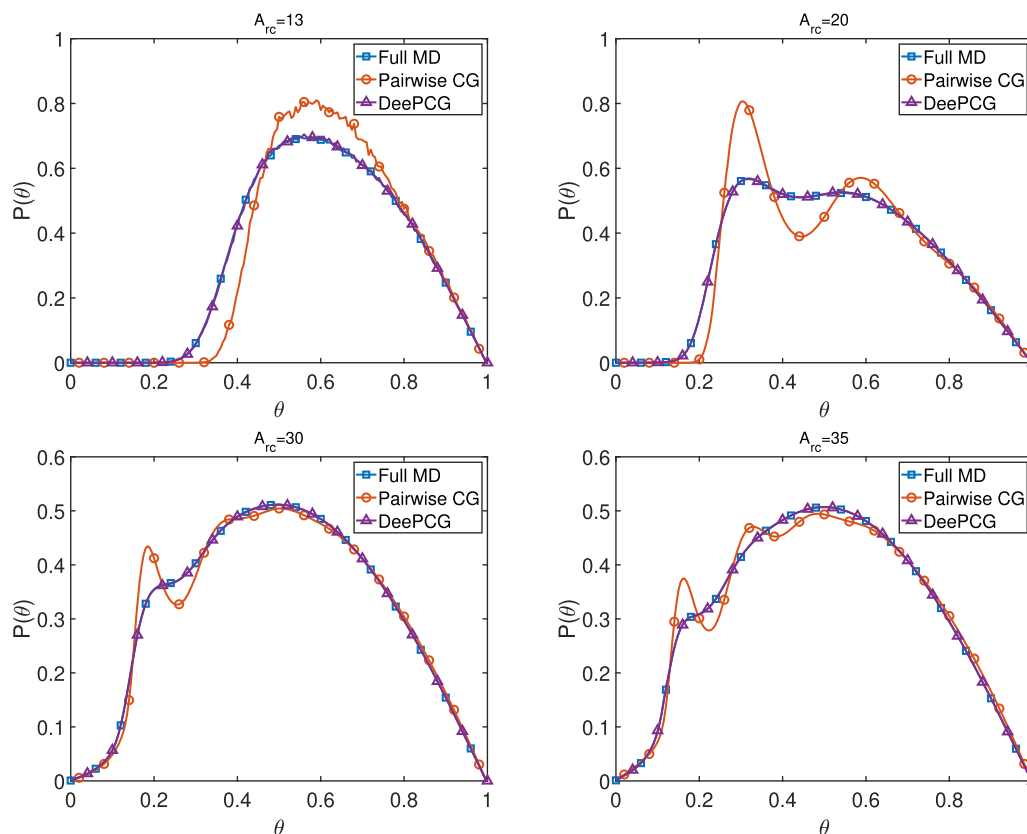 A_rc=13
1
0.8
0.6
0.4
0.2
0
P(θ)
0 0.2 0.4 0.6 0.8 1
θ
Full MD
Pairwise CG
DeePCG
A_rc=20
1
0.8
0.6
0.4
0.2
0
P(θ)
0 0.2 0.4 0.6 0.8
θ
Full MD
Pairwise CG
DeePCG
A_rc=30
0.6
0.5
0.4
0.3
0.2
0.1
0
P(θ)
0 0.2 0.4 0.6 0.8 1
θ
Full MD
Pairwise CG
DeePCG
A_rc=35
0.6
0.5
0.4
0.3
0.2
0.1
0
P(θ)
0 0.2 0.4 0.6 0.8
θ
Full MD
Pairwise CG
DeePCG